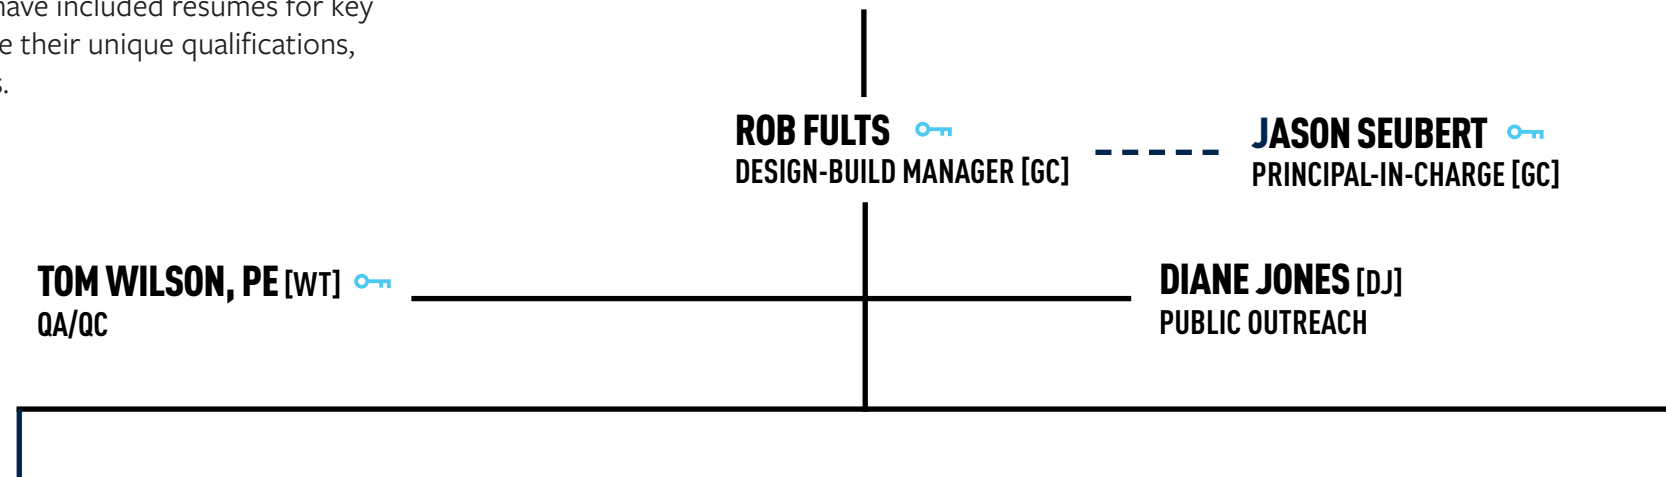 have included resumes for key
e their unique qualifications,
s.
ROB FULTS
DESIGN-BUILD MANAGER [GC]
JASON SEUBERT
PRINCIPAL-IN-CHARGE [GC]
TOM WILSON, PE [WT]
QA/QC
DIANE JONES [DJ]
PUBLIC OUTREACH